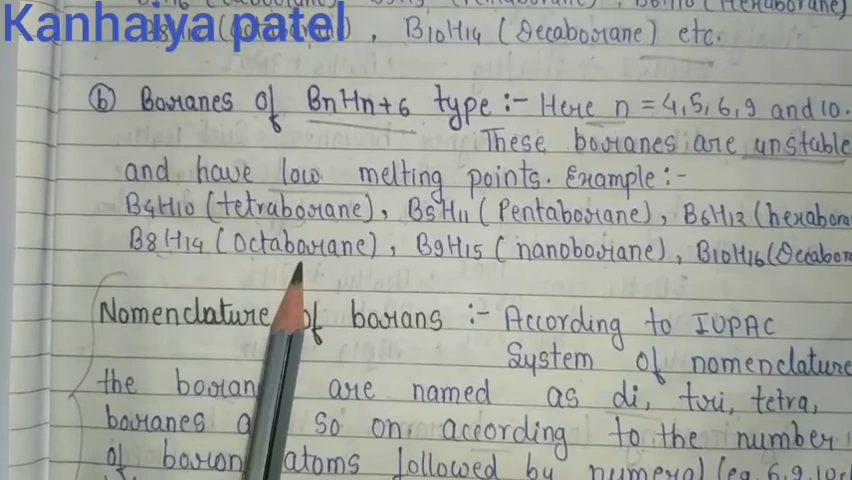 Kanhaiya patel
, B10H14 (Decaborane) etc.
(b) Boranes of BnHn+6 type :- Here n = 4,5,6,9 and 10.
These boranes are unstable
and have low melting points. Example :-
B4H10 (tetraborane), B5H11 (Pentaborane), B6H12 (hexabora
B8H14 (Octabarane), B9H15 (nanoborane), B10H16 (Decabor
Nomenclature of borans :- According to IUPAC
System of nomenclature
the boran are named as di, tri, tetra,
boranes a so on according to the number
of boron atoms followed by numera) (eg. 6,9,10